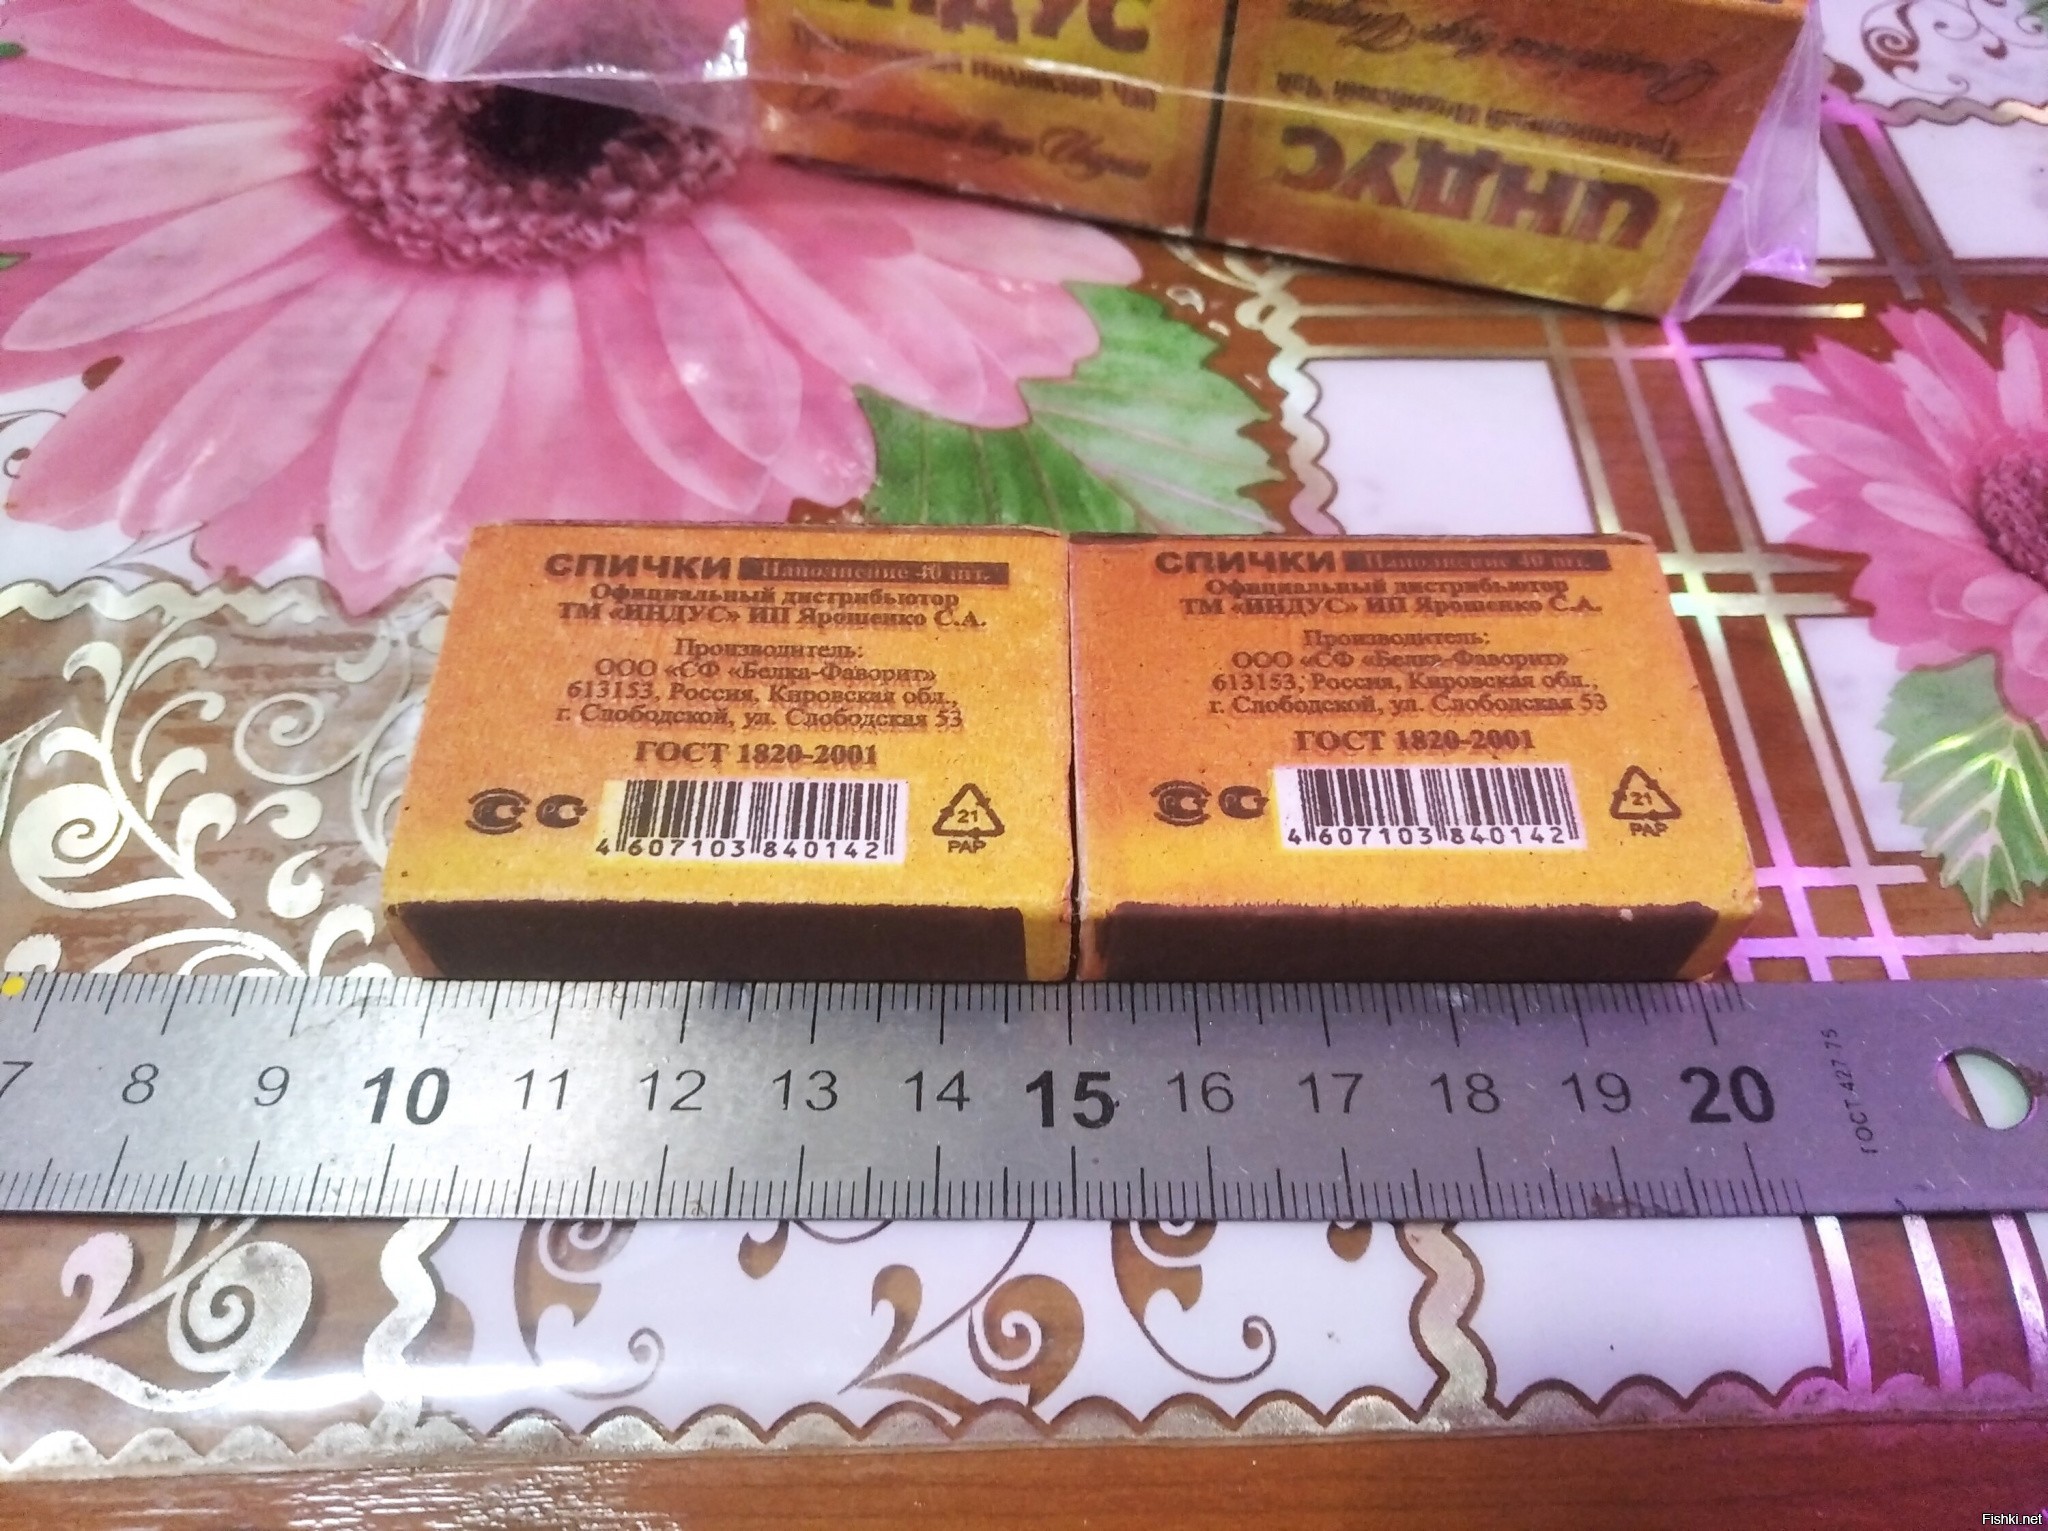 ИНДУС
Традиционный Индийский Чай
ИНДУС
СПИЧКИ Наполнение 40 шт.
Официальный дистрибьютор
ТМ «ИНДУС» ИП Ярошенко С.А.
Производитель:
ООО «СФ «Белка-Фаворит»
613153, Россия, Кировская обл.,
г. Слободской, ул. Слободская 53
ГОСТ 1820-2001
4 607103 840142
21
PAP
СПИЧКИ Наполнение 40 шт.
Официальный дистрибьютор
ТМ «ИНДУС» ИП Ярошенко С.А.
Производитель:
ООО «СФ «Белка-Фаворит»
613153, Россия, Кировская обл.,
г. Слободской, ул. Слободская 53
ГОСТ 1820-2001
4 607103 840142
21
PAP
7 8 9 10 11 12 13 14 15 16 17 18 19 20
ГОСТ 427-75
Fishki.net